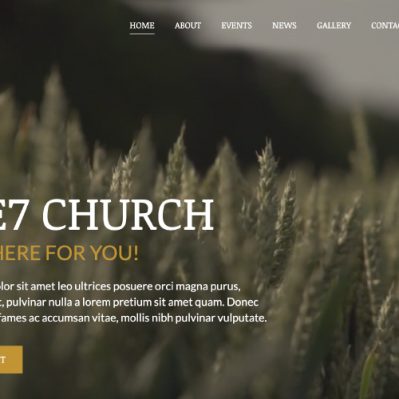 HOME ABOUT EVENTS NEWS GALLERY CONTA
E7 CHURCH
HERE FOR YOU!
olor sit amet leo ultrices posuere orci magna purus,
t, pulvinar nulla a lorem pretium sit amet quam. Donec
fames ac accumsan vitae, mollis nibh pulvinar vulputate.
T